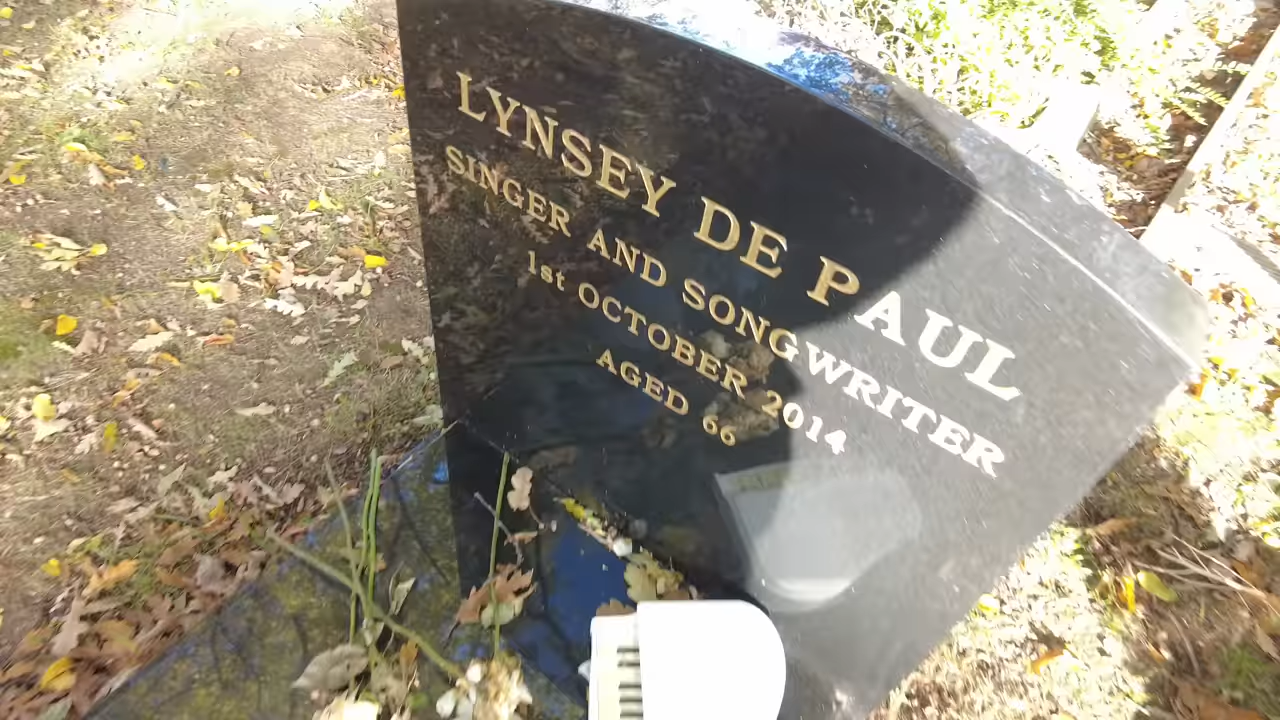 LYNSEY DE PAUL
SINGER AND SONGWRITER
1st OCTOBER 2014
AGED 66